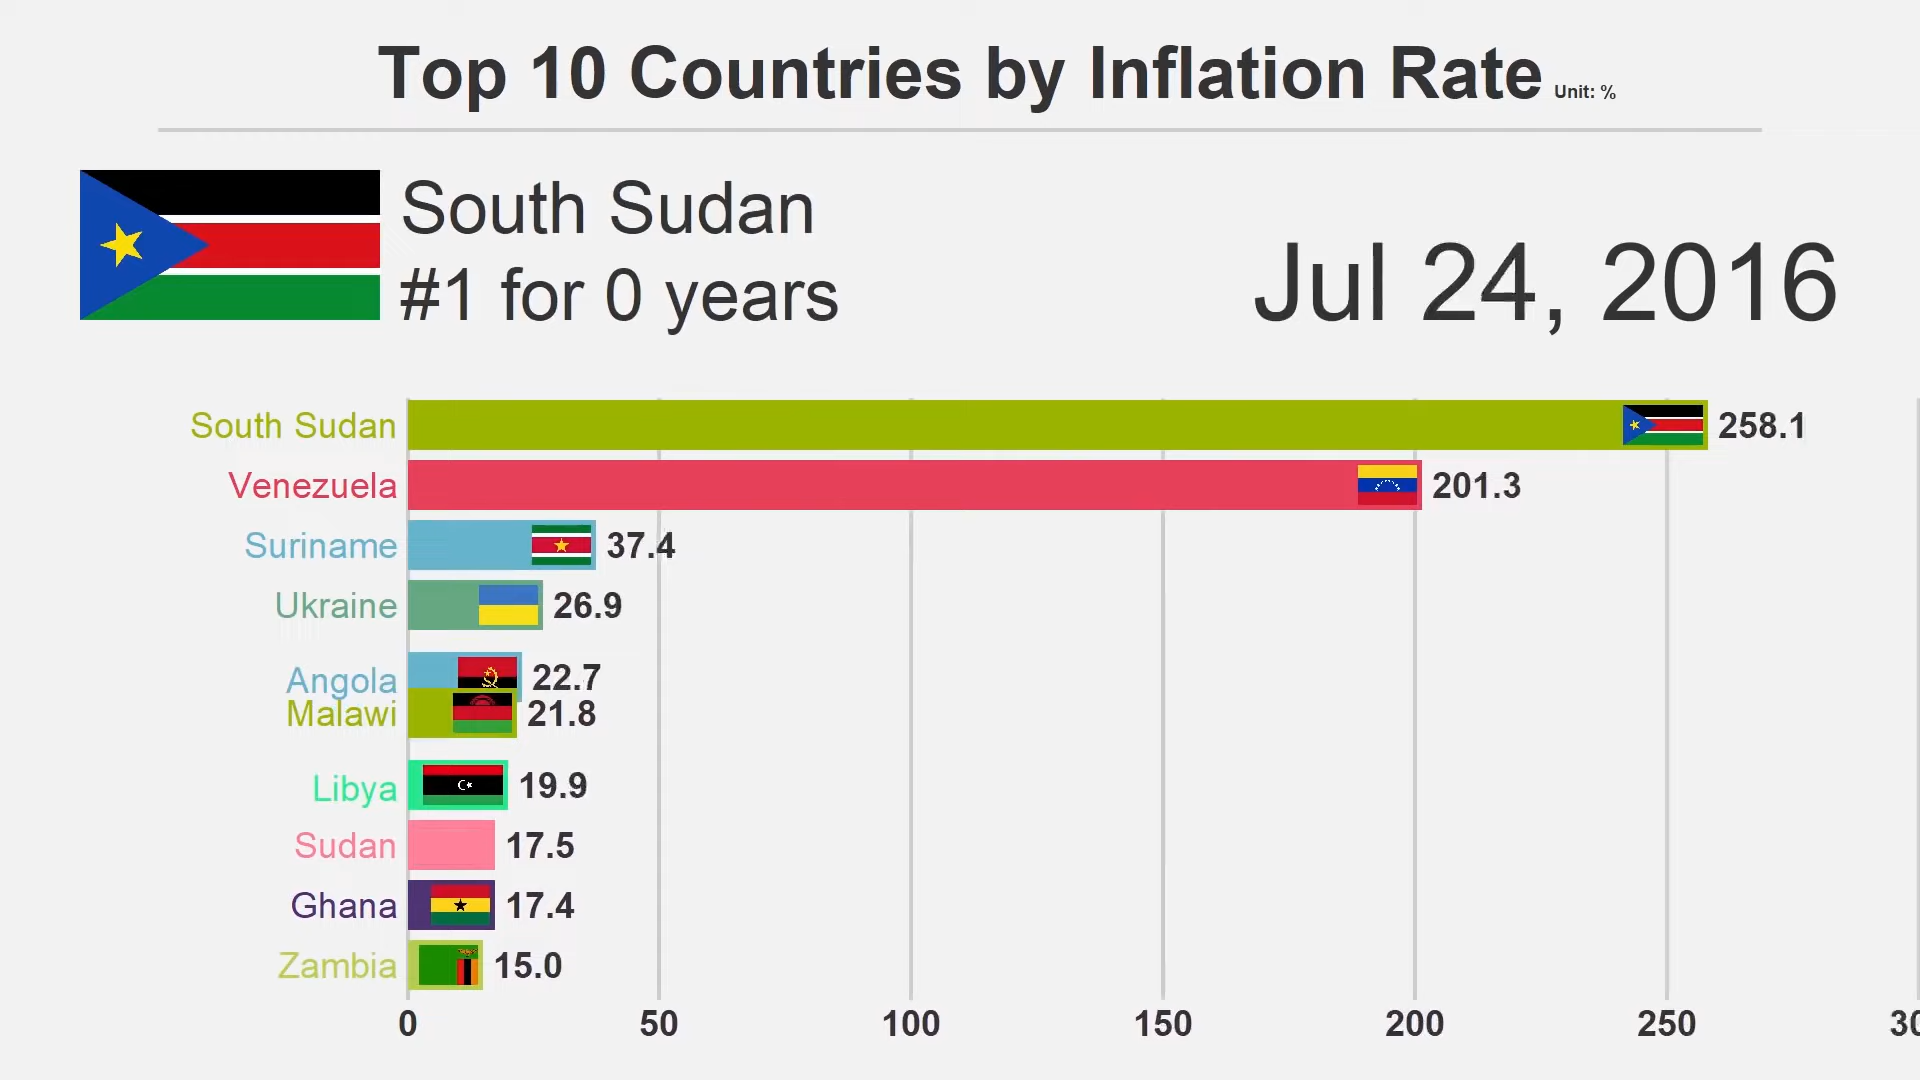 Top 10 Countries by Inflation Rate Unit: %
South Sudan
#1 for 0 years
Jul 24, 2016
South Sudan 258.1
Venezuela 201.3
Suriname 37.4
Ukraine 26.9
Angola 22.7
Malawi 21.8
Libya 19.9
Sudan 17.5
Ghana 17.4
Zambia 15.0
0 50 100 150 200 250